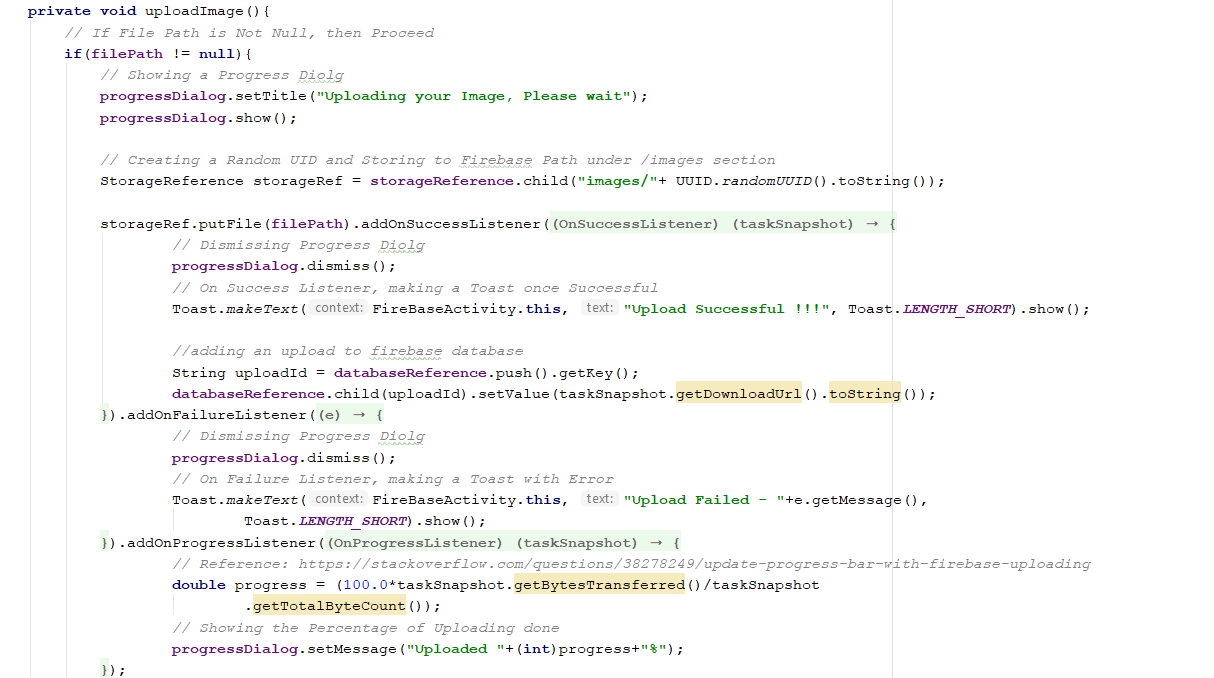 private void uploadImage(){
// If File Path is Not Null, then Proceed
if(filePath != null){
// Showing a Progress Diolg
progressDialog.setTitle("Uploading your Image, Please wait");
progressDialog.show();
// Creating a Random UID and Storing to Firebase Path under /images section
StorageReference storageRef = storageReference.child("images/"+ UUID.randomUUID().toString());
storageRef.putFile(filePath).addOnSuccessListener((OnSuccessListener) (taskSnapshot) → {
// Dismissing Progress Diolg
progressDialog.dismiss();
// On Success Listener, making a Toast once Successful
Toast.makeText( context: FireBaseActivity.this, text: "Upload Successful !!!", Toast.LENGTH_SHORT).show();
//adding an upload to firebase database
String uploadId = databaseReference.push().getKey();
databaseReference.child(uploadId).setValue(taskSnapshot.getDownloadUrl().toString());
}).addOnFailureListener((e) → {
// Dismissing Progress Diolg
progressDialog.dismiss();
// On Failure Listener, making a Toast with Error
Toast.makeText( context: FireBaseActivity.this, text: "Upload Failed - "+e.getMessage(),
Toast.LENGTH_SHORT).show();
}).addOnProgressListener((OnProgressListener) (taskSnapshot) → {
// Reference: https://stackoverflow.com/questions/38278249/update-progress-bar-with-firebase-uploading
double progress = (100.0*taskSnapshot.getBytesTransferred()/taskSnapshot
.getTotalByteCount());
// Showing the Percentage of Uploading done
progressDialog.setMessage("Uploaded "+(int)progress+"%");
});